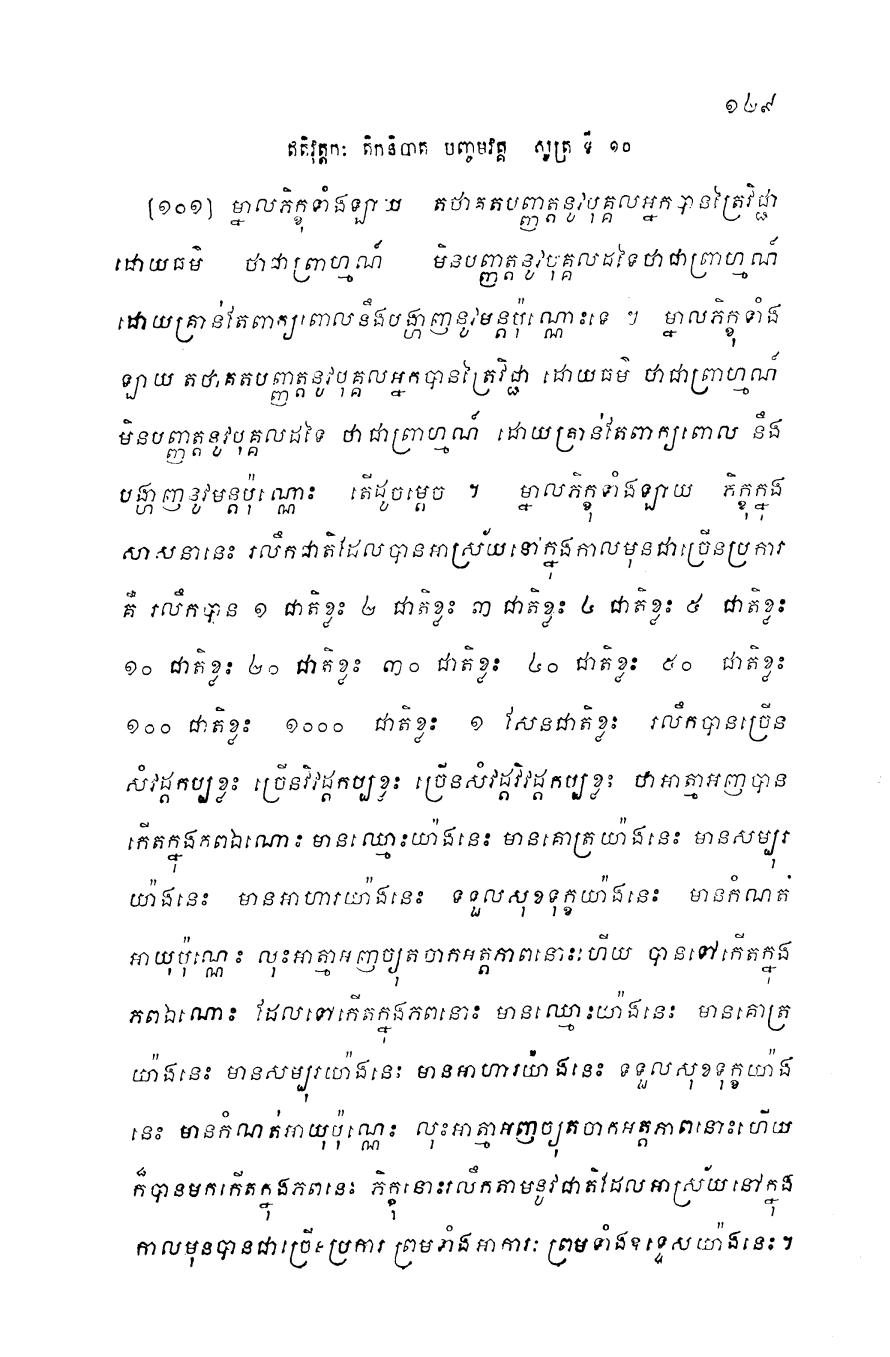 ១៤៩
ឥតិវុត្តកៈ តិកនិបាត បញ្ចមវគ្គ សូត្រ ទី ១០
[១០១] ម្នាលភិក្ខុទាំងឡាយ តថាគតបញ្ញត្តនូវបុគ្គលអ្នកបានត្រៃវិជ្ជា
ដោយធម៌ ថាជាព្រាហ្មណ៍ មិនបញ្ញត្តនូវបុគ្គលដទៃថាជាព្រាហ្មណ៍
ដោយគ្រាន់តែពាក្យពោលនឹងបង្ហាញនូវមន្តប៉ុណ្ណោះទេ ។ ម្នាលភិក្ខុទាំង
ឡាយ តថាគតបញ្ញត្តនូវបុគ្គលអ្នកបានត្រៃវិជ្ជា ដោយធម៌ ថាជាព្រាហ្មណ៍
មិនបញ្ញត្តនូវបុគ្គលដទៃ ថាជាព្រាហ្មណ៍ ដោយគ្រាន់តែពាក្យពោល នឹង
បង្ហាញនូវមន្តប៉ុណ្ណោះ តើដូចម្តេច ។ ម្នាលភិក្ខុទាំងឡាយ ភិក្ខុក្នុង
សាសនានេះ រលឹកជាតិដែលបានអាស្រ័យនៅក្នុងកាលមុនជាច្រើនប្រការ
គឺ រលឹកបាន ១ ជាតិខ្លះ ២ ជាតិខ្លះ ៣ ជាតិខ្លះ ៤ ជាតិខ្លះ ៥ ជាតិខ្លះ
១០ ជាតិខ្លះ ២០ ជាតិខ្លះ ៣០ ជាតិខ្លះ ៤០ ជាតិខ្លះ ៥០ ជាតិខ្លះ
១០០ ជាតិខ្លះ ១០០០ ជាតិខ្លះ ១ សែនជាតិខ្លះ រលឹកបានច្រើន
សំវដ្តកប្បខ្លះ ច្រើនវិវដ្តកប្បខ្លះ ច្រើនសំវដ្តវិវដ្តកប្បខ្លះ ថាអាត្មាអញបាន
កើតក្នុងភពឯណោះ មានឈ្មោះយ៉ាងនេះ មានគោត្រយ៉ាងនេះ មានសម្បុរ
យ៉ាងនេះ មានអាហារយ៉ាងនេះ ទទួលសុខទុក្ខយ៉ាងនេះ មានកំណត់
អាយុប៉ុណ្ណេះ លុះអាត្មាអញច្យុតចាកអត្តភាពនោះហើយ បានទៅកើតក្នុង
ភពឯណោះ ដែលទៅកើតក្នុងភពនោះ មានឈ្មោះយ៉ាងនេះ មានគោត្រ
យ៉ាងនេះ មានសម្បុរយ៉ាងនេះ មានអាហារយ៉ាងនេះ ទទួលសុខទុក្ខយ៉ាង
នេះ មានកំណត់អាយុប៉ុណ្ណេះ លុះអាត្មាអញច្យុតចាកអត្តភាពនោះហើយ
ក៏បានមកកើតក្នុងភពនេះ ភិក្ខុនោះរលឹកតាមនូវជាតិដែលអាស្រ័យនៅក្នុង
កាលមុនបានជាច្រើនប្រការ ព្រមទាំងអាការៈ ព្រមទាំងឧទ្ទេសយ៉ាងនេះ។